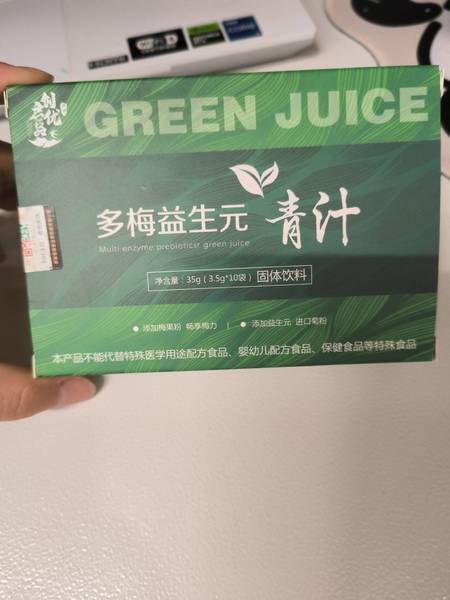 创优
老品
GREEN JUICE
多梅益生元 青汁
Multi enzyme prebioticsr green juice
净含量：35g（3.5g*10袋） 固体饮料
● 添加梅果粉 畅享梅力 | ● 添加益生元 进口菊粉
本产品不能代替特殊医学用途配方食品、婴幼儿配方食品、保健食品等特殊食品